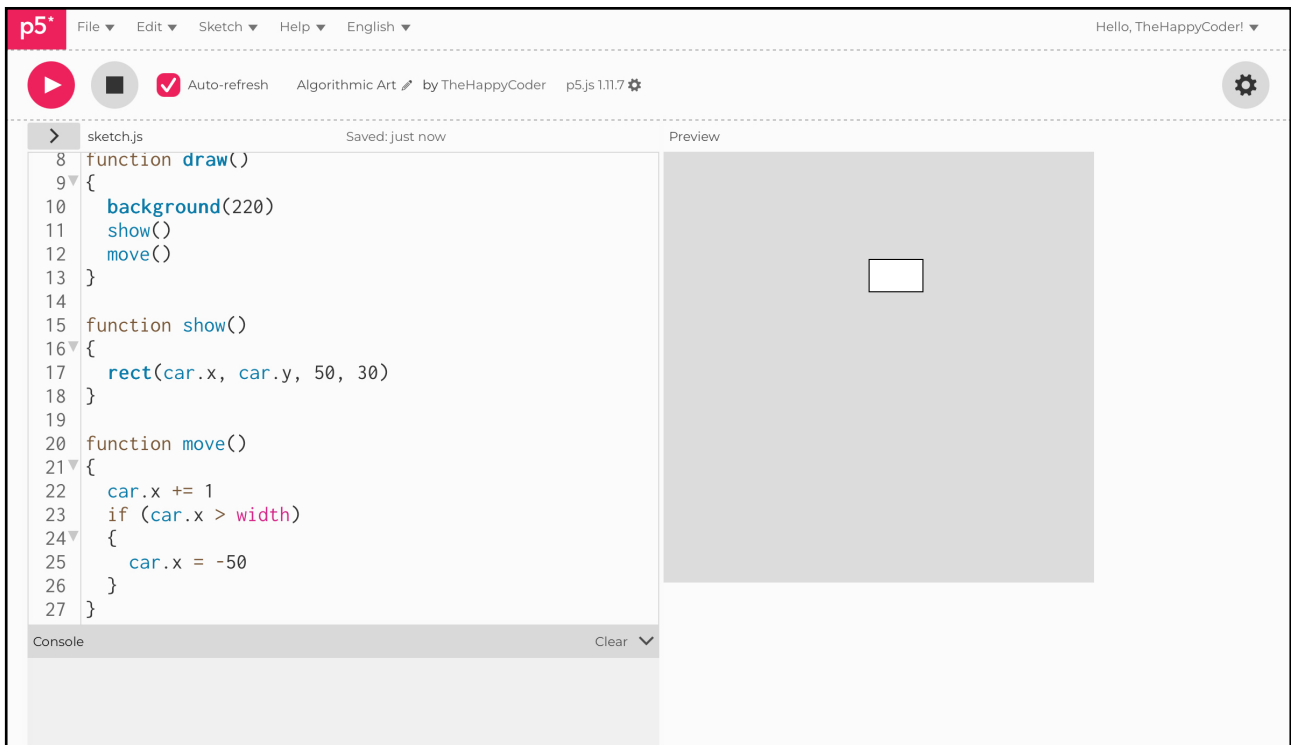 p5* File Edit Sketch Help English Hello, TheHappyCoder!
Auto-refresh Algorithmic Art by TheHappyCoder p5.js 1.11.7
sketch.js Saved: just now Preview
8 function draw()
9 {
10 background(220)
11 show()
12 move()
13 }
14
15 function show()
16 {
17 rect(car.x, car.y, 50, 30)
18 }
19
20 function move()
21 {
22 car.x += 1
23 if (car.x > width)
24 {
25 car.x = -50
26 }
27 }
Console Clear